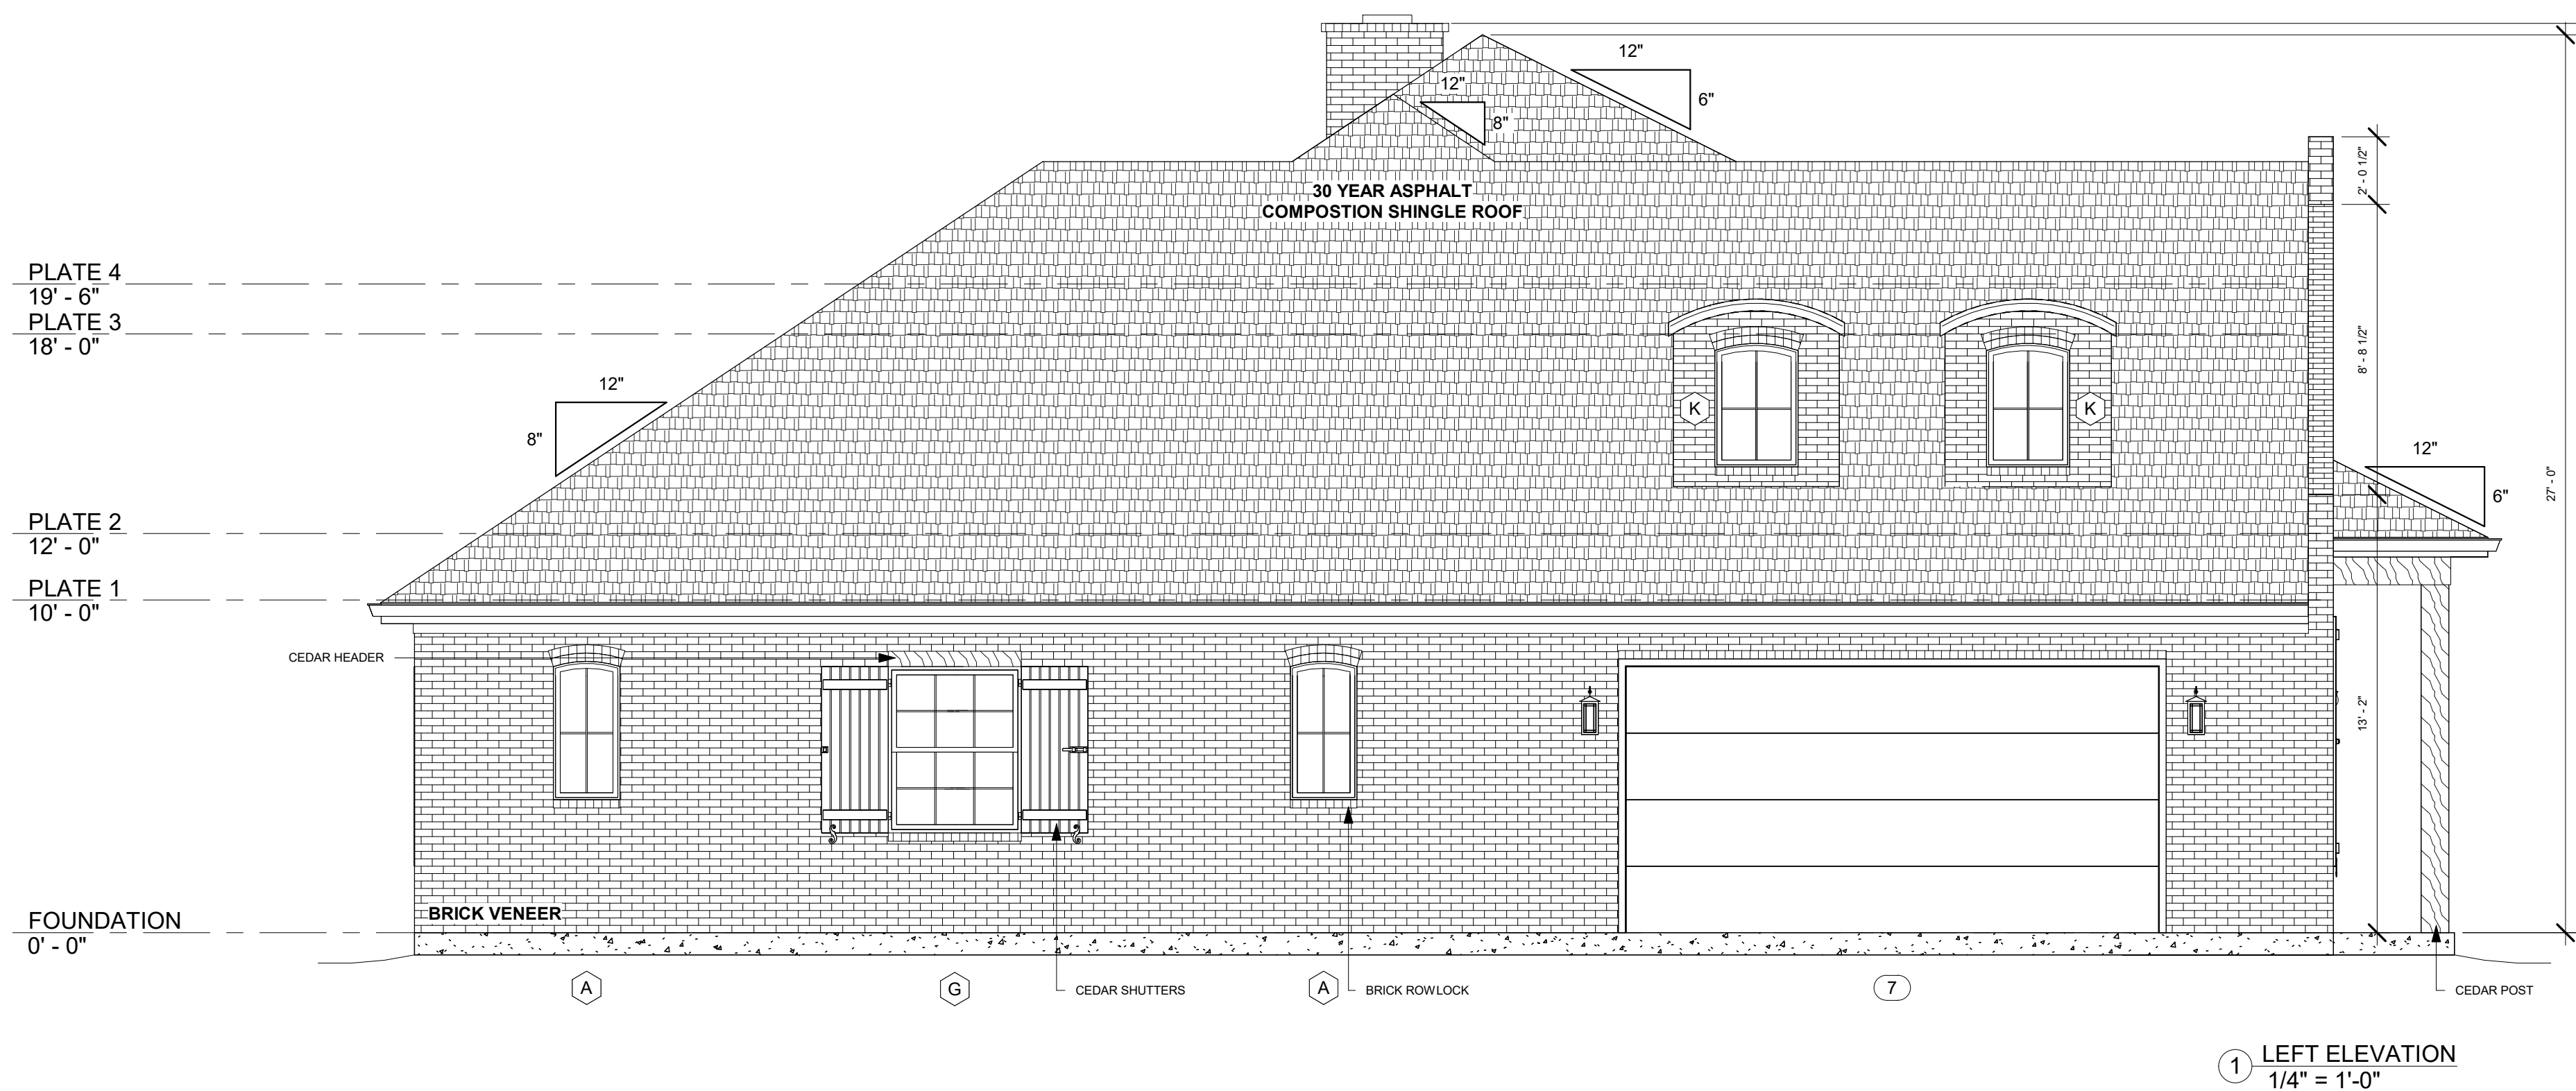 12"
6"
12"
8"
2' - 0 1/2"
30 YEAR ASPHALT
COMPOSTION SHINGLE ROOF
PLATE 4
19' - 6"
PLATE 3
18' - 0"
8' - 8 1/2"
12"
8"
K
K
12"
6"
27' - 0"
PLATE 2
12' - 0"
PLATE 1
10' - 0"
CEDAR HEADER
13' - 2"
BRICK VENEER
FOUNDATION
0' - 0"
A
G
CEDAR SHUTTERS
A
BRICK ROWLOCK
7
CEDAR POST
1
LEFT ELEVATION
1/4" = 1'-0"